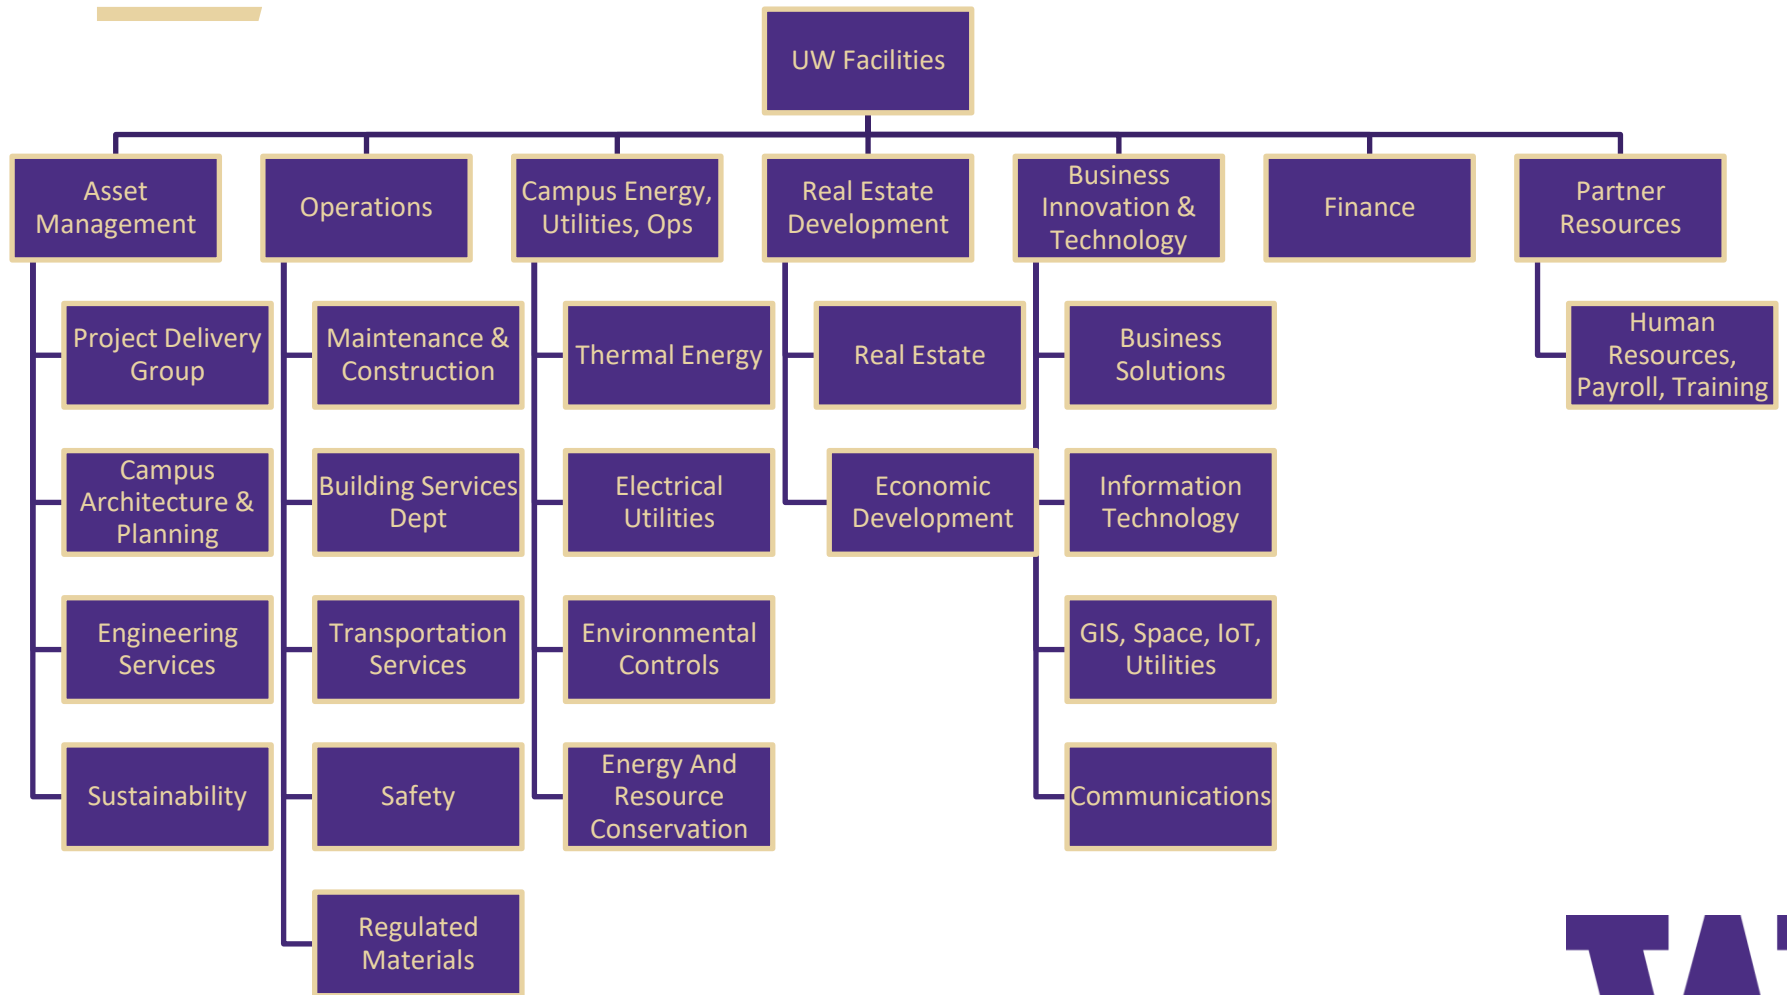 UW Facilities
Asset
Management
Operations
Campus Energy,
Utilities, Ops
Real Estate
Development
Business
Innovation &
Technology
Finance
Partner
Resources
Project Delivery
Group
Maintenance &
Construction
Thermal Energy
Real Estate
Business
Solutions
Human
Resources,
Payroll, Training
Campus
Architecture &
Planning
Building Services
Dept
Electrical
Utilities
Economic
Development
Information
Technology
Engineering
Services
Transportation
Services
Environmental
Controls
GIS, Space, IoT,
Utilities
Sustainability
Safety
Energy And
Resource
Conservation
Communications
Regulated
Materials